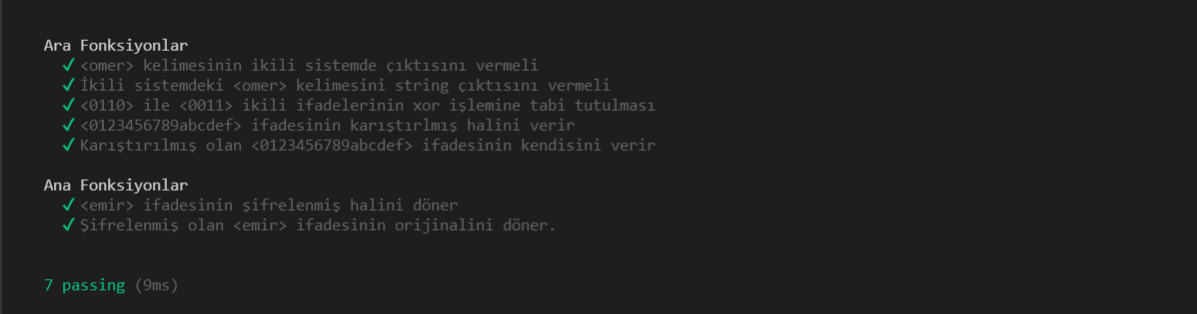 Ara Fonksiyonlar
✓ <omer> kelimesinin ikili sistemde çıktısını vermeli
✓ İkili sistemdeki <omer> kelimesini string çıktısını vermeli
✓ <0110> ile <0011> ikili ifadelerinin xor işlemine tabi tutulması
✓ <0123456789abcdef> ifadesinin karıştırlmış halini verir
✓ Karıştırılmış olan <0123456789abcdef> ifadesinin kendisini verir
Ana Fonksiyonlar
✓ <emir> ifadesinin şifrelenmiş halini döner
✓ Şifrelenmiş olan <emir> ifadesinin orijinalini döner.
7 passing (9ms)